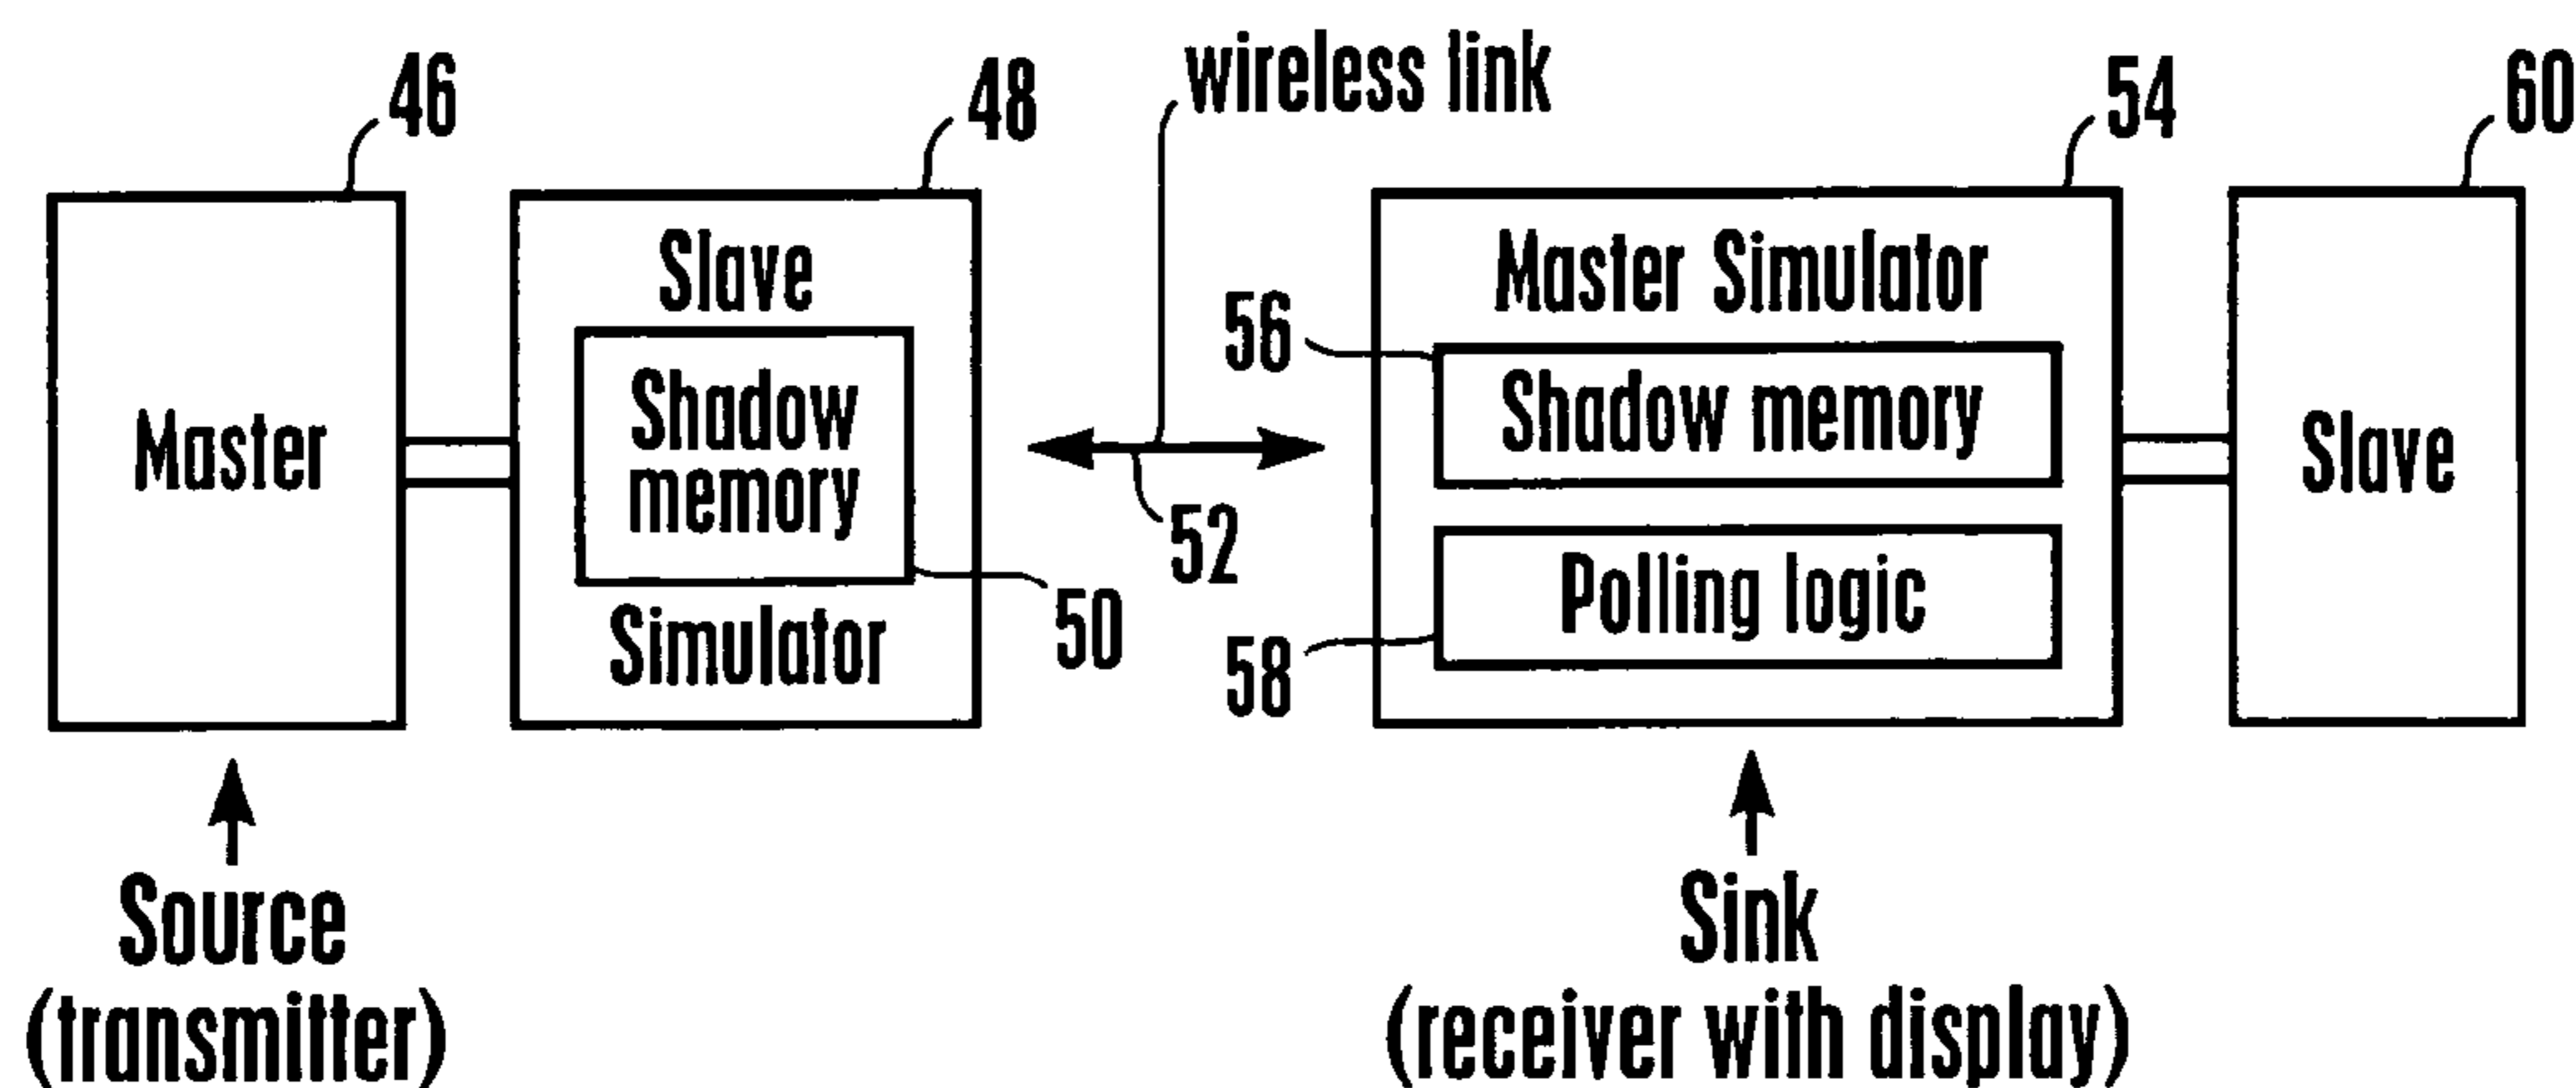 46
48
wireless link
54
60
Master
Slave
Shadow
memory
Simulator
50
52
Master Simulator
56
Shadow memory
58
Polling logic
Slave
Source
(transmitter)
Sink
(receiver with display)